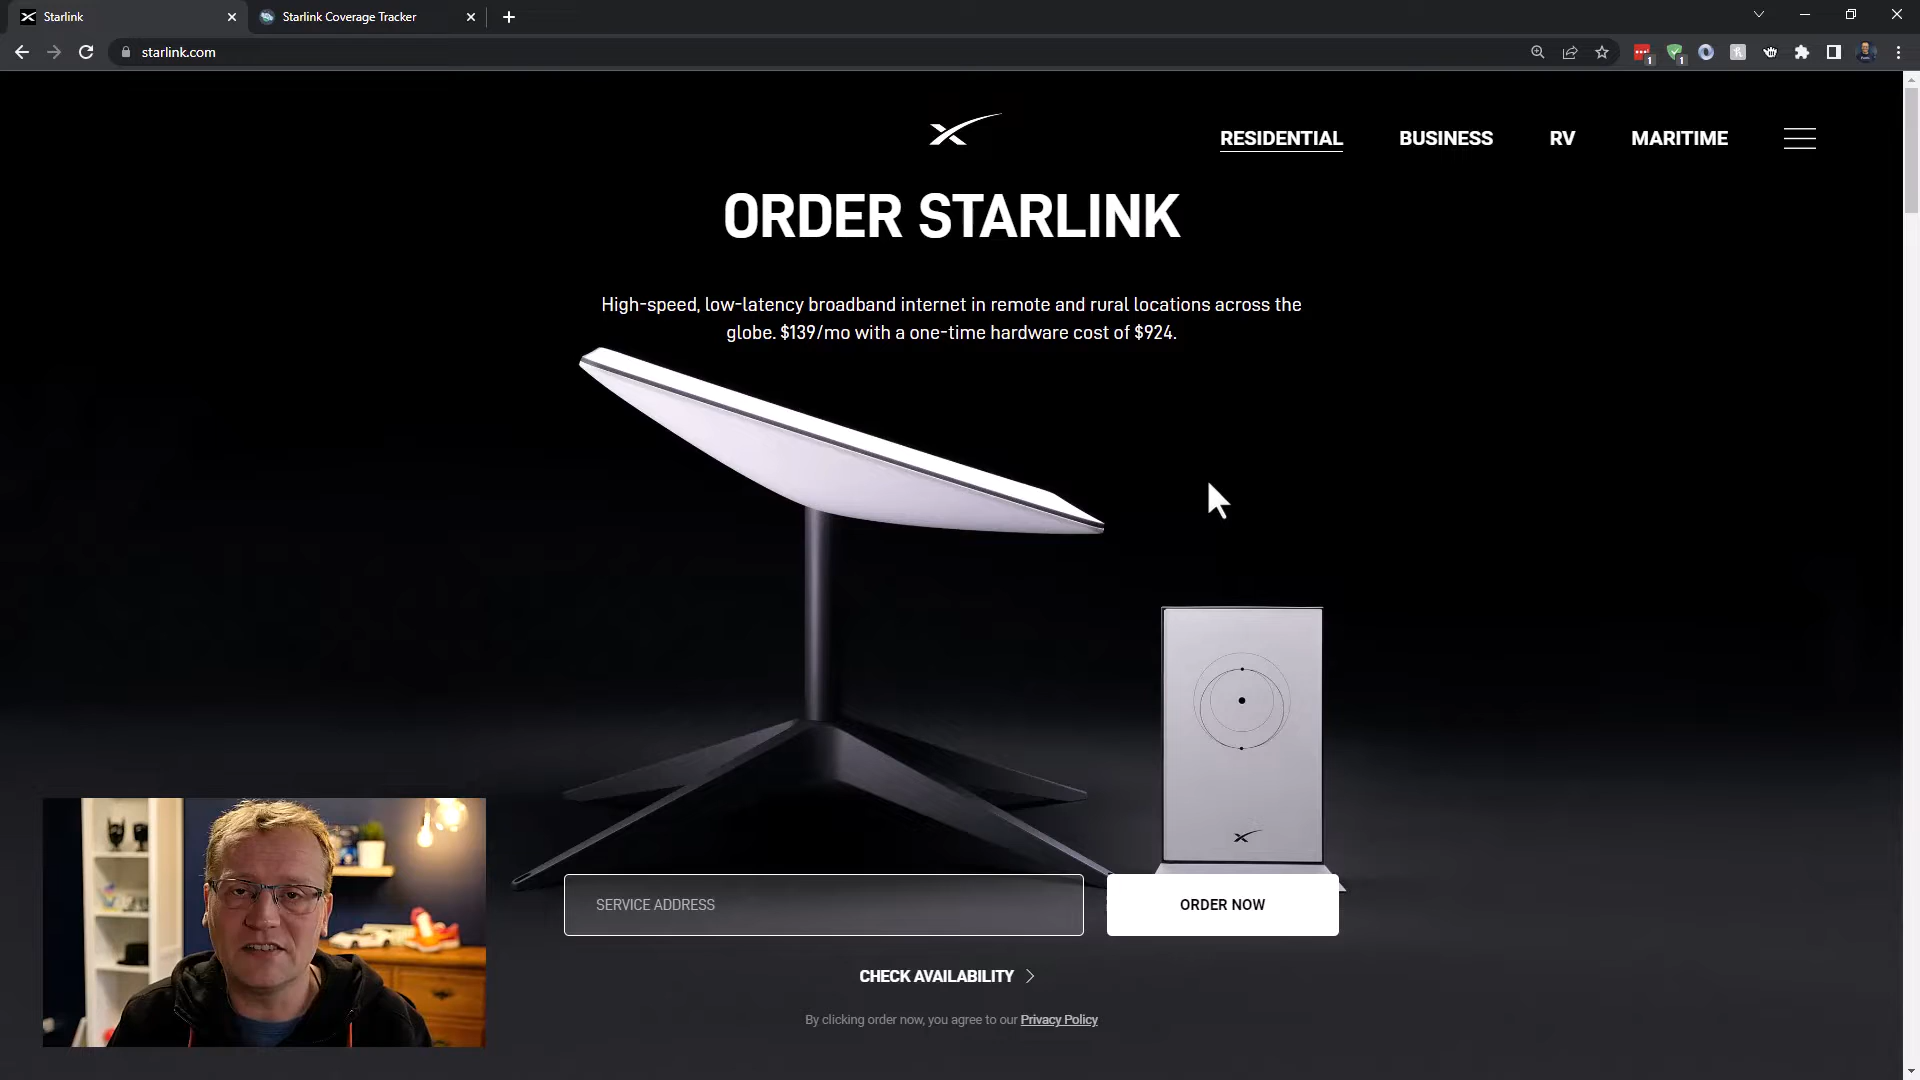 Starlink
Starlink Coverage Tracker
starlink.com
1
1
RESIDENTIAL
BUSINESS
RV
MARITIME
ORDER STARLINK
High-speed, low-latency broadband internet in remote and rural locations across the
globe. $139/mo with a one-time hardware cost of $924.
SERVICE ADDRESS
ORDER NOW
CHECK AVAILABILITY
By clicking order now, you agree to our Privacy Policy